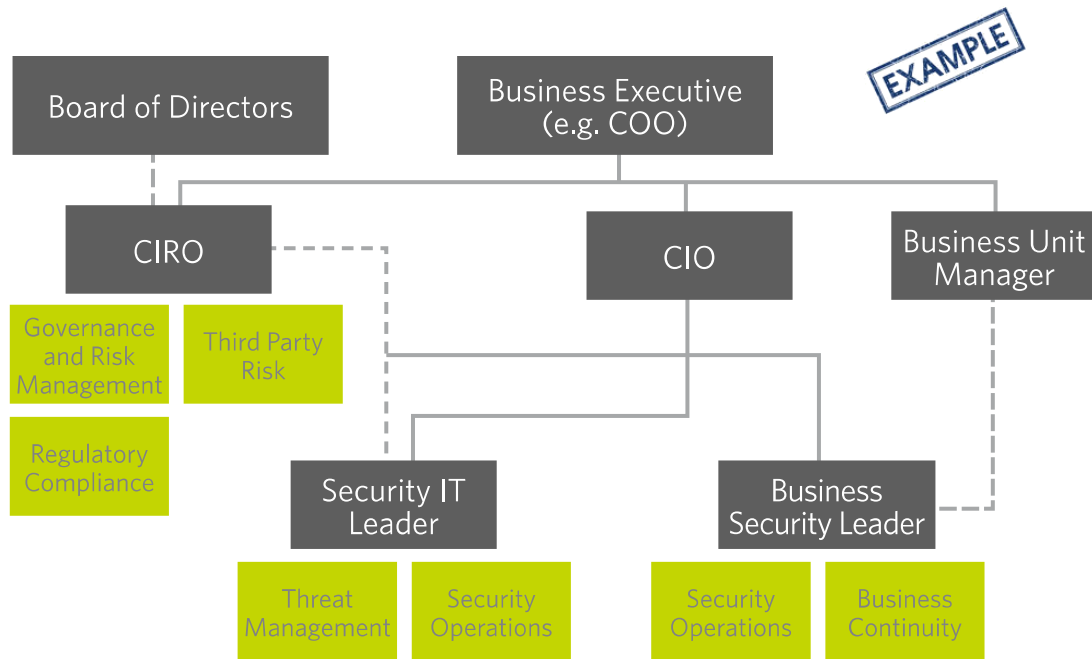 EXAMPLE
Board of Directors
Business Executive
(e.g. COO)
CIRO
CIO
Business Unit
Manager
Governance
and Risk
Management
Third Party
Risk
Regulatory
Compliance
Security IT
Leader
Business
Security Leader
Threat
Management
Security
Operations
Security
Operations
Business
Continuity